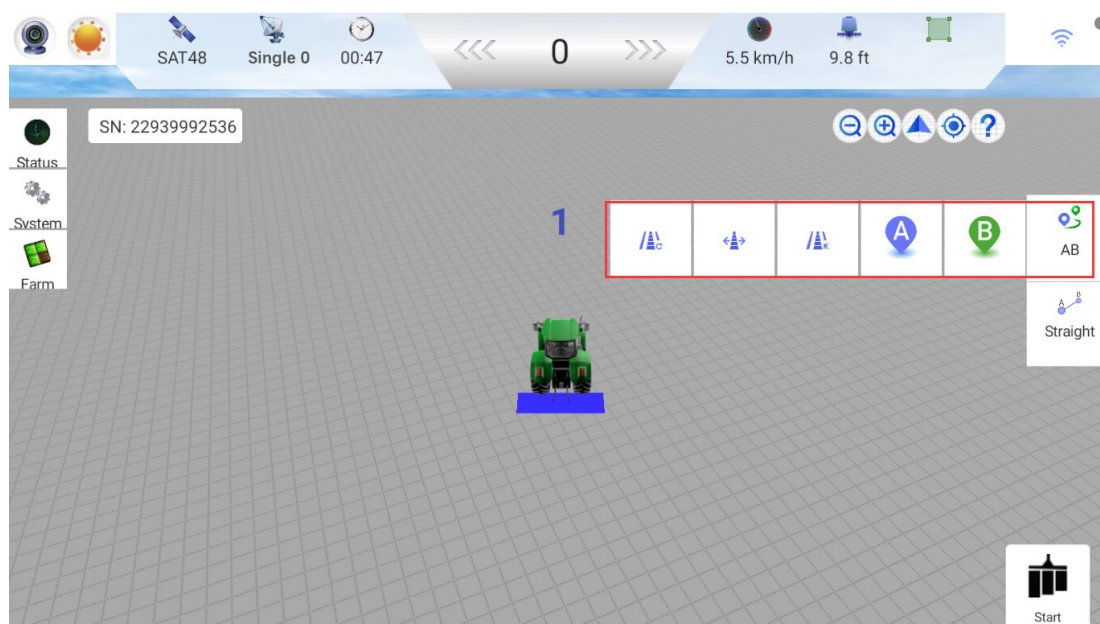 SAT48
Single 0
00:47
0
5.5 km/h
9.8 ft
SN: 22939992536
Status
System
Farm
1
A
B
AB
A B
Straight
Start